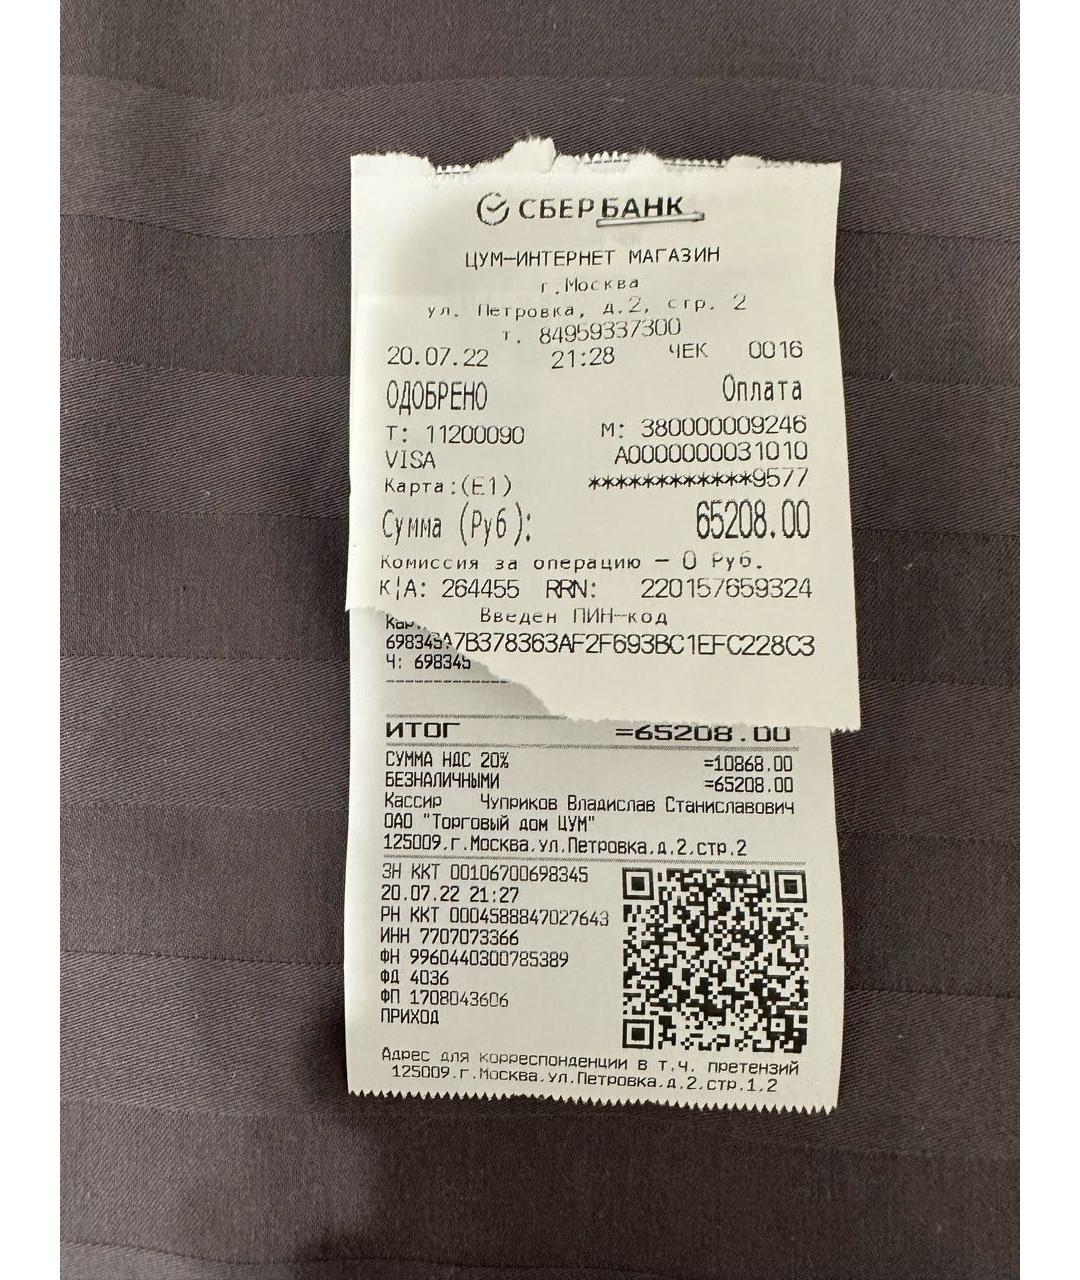 СБЕРБАНК
ЦУМ-ИНТЕРНЕТ МАГАЗИН
г.Москва
ул. Петровка, д.2, стр. 2
т. 84959337300
20.07.22 21:28 ЧЕК 0016
ОДОБРЕНО Оплата
Т: 11200090 М: 380000009246
VISA A0000000031010
Карта:(E1) ************9577
Сумма (Руб): 65208.00
Комиссия за операцию – 0 Руб.
К|А: 264455 RRN: 220157659324
Введен ПИН-код
A7B378363AF2F693BC1EFC228C3
698345
Ч: 698345
ИТОГ =65208.00
СУММА НДС 20% =10868.00
БЕЗНАЛИЧНЫМИ =65208.00
Кассир Чуприков Владислав Станиславович
ОАО "Торговый дом ЦУМ"
125009,г.Москва,ул.Петровка,д.2,стр.2
ЗН ККТ 00106700698345
20.07.22 21:27
РН ККТ 0004588847027643
ИНН 7707073366
ФН 9960440300785389
ФД 4036
ФП 1708043606
ПРИХОД
Адрес для корреспонденции в т.ч. претензий
125009,г.Москва,ул.Петровка,д.2,стр.1,2